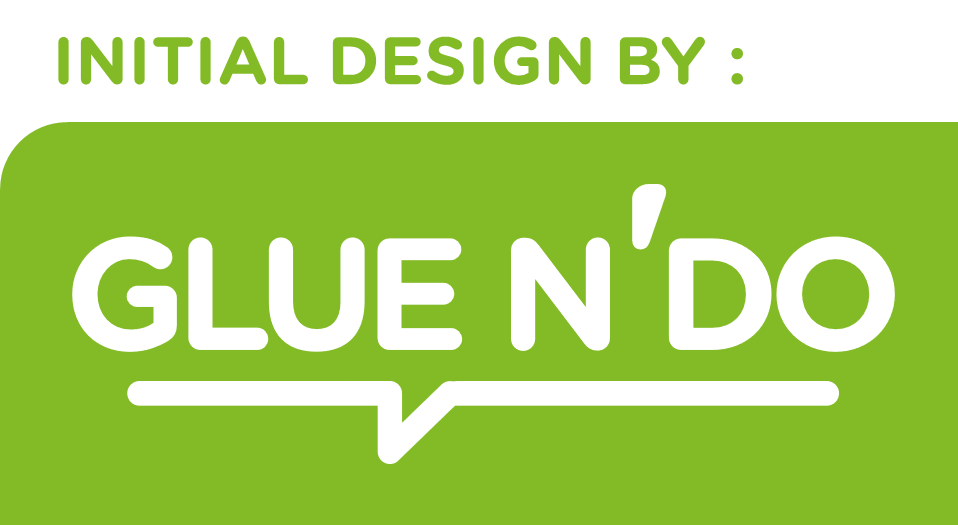 INITIAL DESIGN BY :
GLUE N'DO